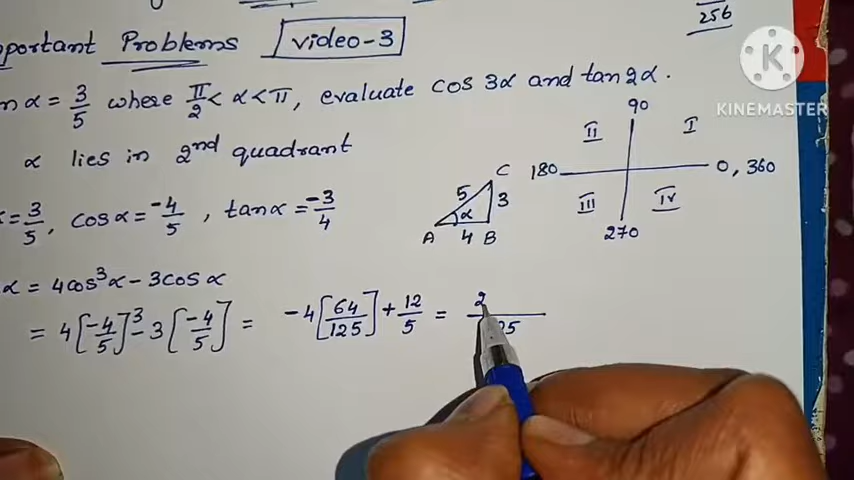 256
portant Problems video-3
n α = 3/5 where π/2 < α < π, evaluate cos 3α and tan 2α.
K
KINEMASTER
α lies in 2nd quadrant
90
II I
180 0, 360
III IV
270
C
5 3
α
A 4 B
= 3/5, cos α = -4/5, tan α = -3/4
α = 4cos³α - 3cos α
= 4[-4/5]³ - 3[-4/5] = -4[64/125] + 12/5 = 2